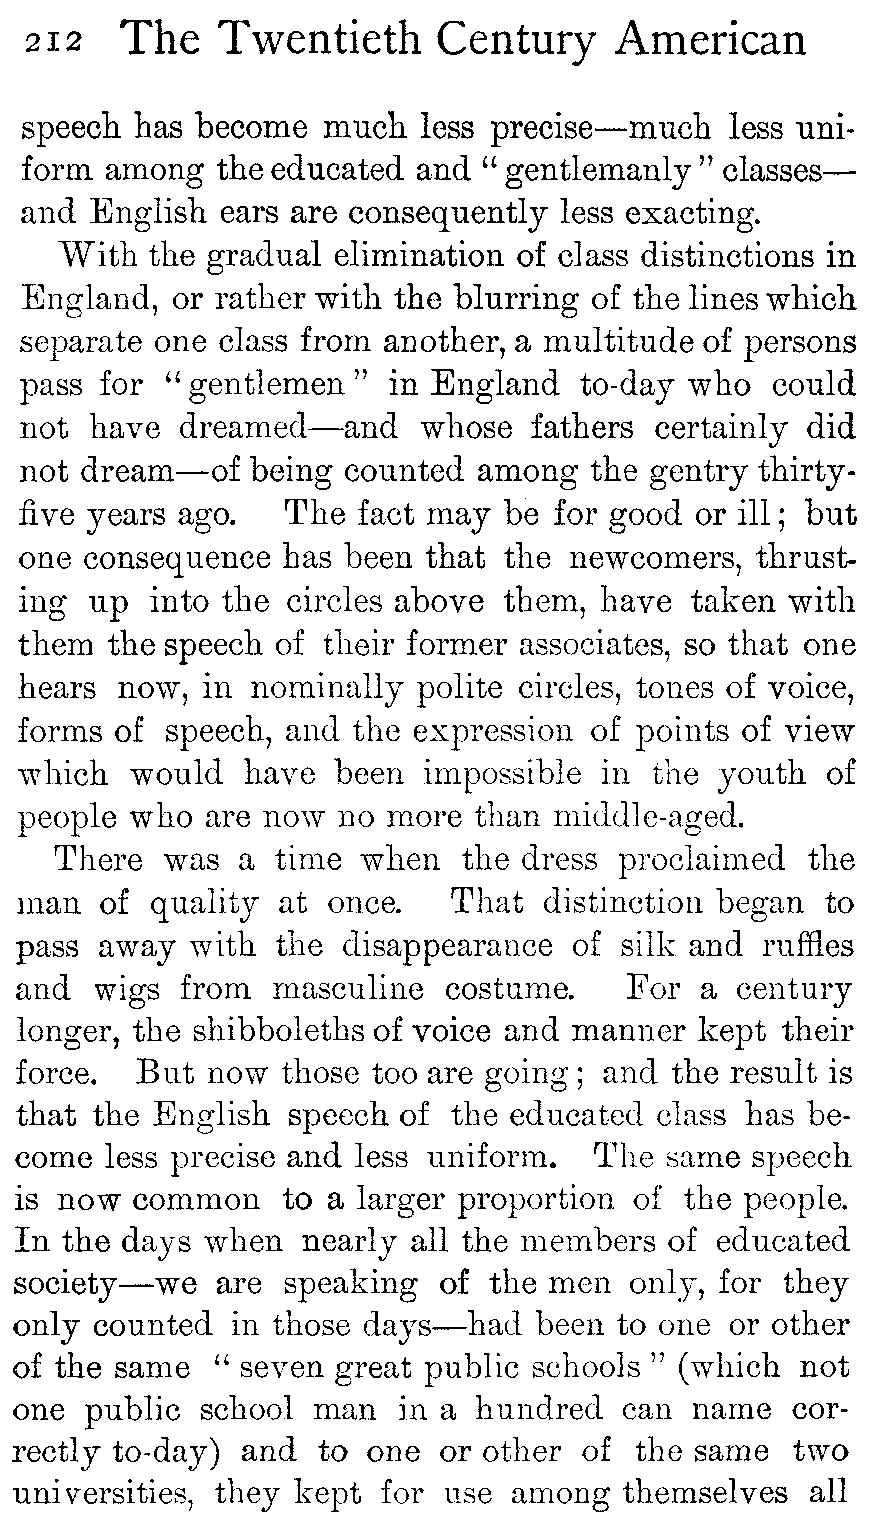 212 The Twentieth Century American
speech has become much less precise—much less uni-
form among the educated and “ gentlemanly ” classes—
and English ears are consequently less exacting.
With the gradual elimination of class distinctions in
England, or rather with the blurring of the lines which
separate one class from another, a multitude of persons
pass for “ gentlemen ” in England to-day who could
not have dreamed—and whose fathers certainly did
not dream—of being counted among the gentry thirty-
five years ago. The fact may be for good or ill ; but
one consequence has been that the newcomers, thrust-
ing up into the circles above them, have taken with
them the speech of their former associates, so that one
hears now, in nominally polite circles, tones of voice,
forms of speech, and the expression of points of view
which would have been impossible in the youth of
people who are now no more than middle-aged.
There was a time when the dress proclaimed the
man of quality at once. That distinction began to
pass away with the disappearance of silk and ruffles
and wigs from masculine costume. For a century
longer, the shibboleths of voice and manner kept their
force. But now those too are going ; and the result is
that the English speech of the educated class has be-
come less precise and less uniform. The same speech
is now common to a larger proportion of the people.
In the days when nearly all the members of educated
society—we are speaking of the men only, for they
only counted in those days—had been to one or other
of the same “ seven great public schools ” (which not
one public school man in a hundred can name cor-
rectly to-day) and to one or other of the same two
universities, they kept for use among themselves all